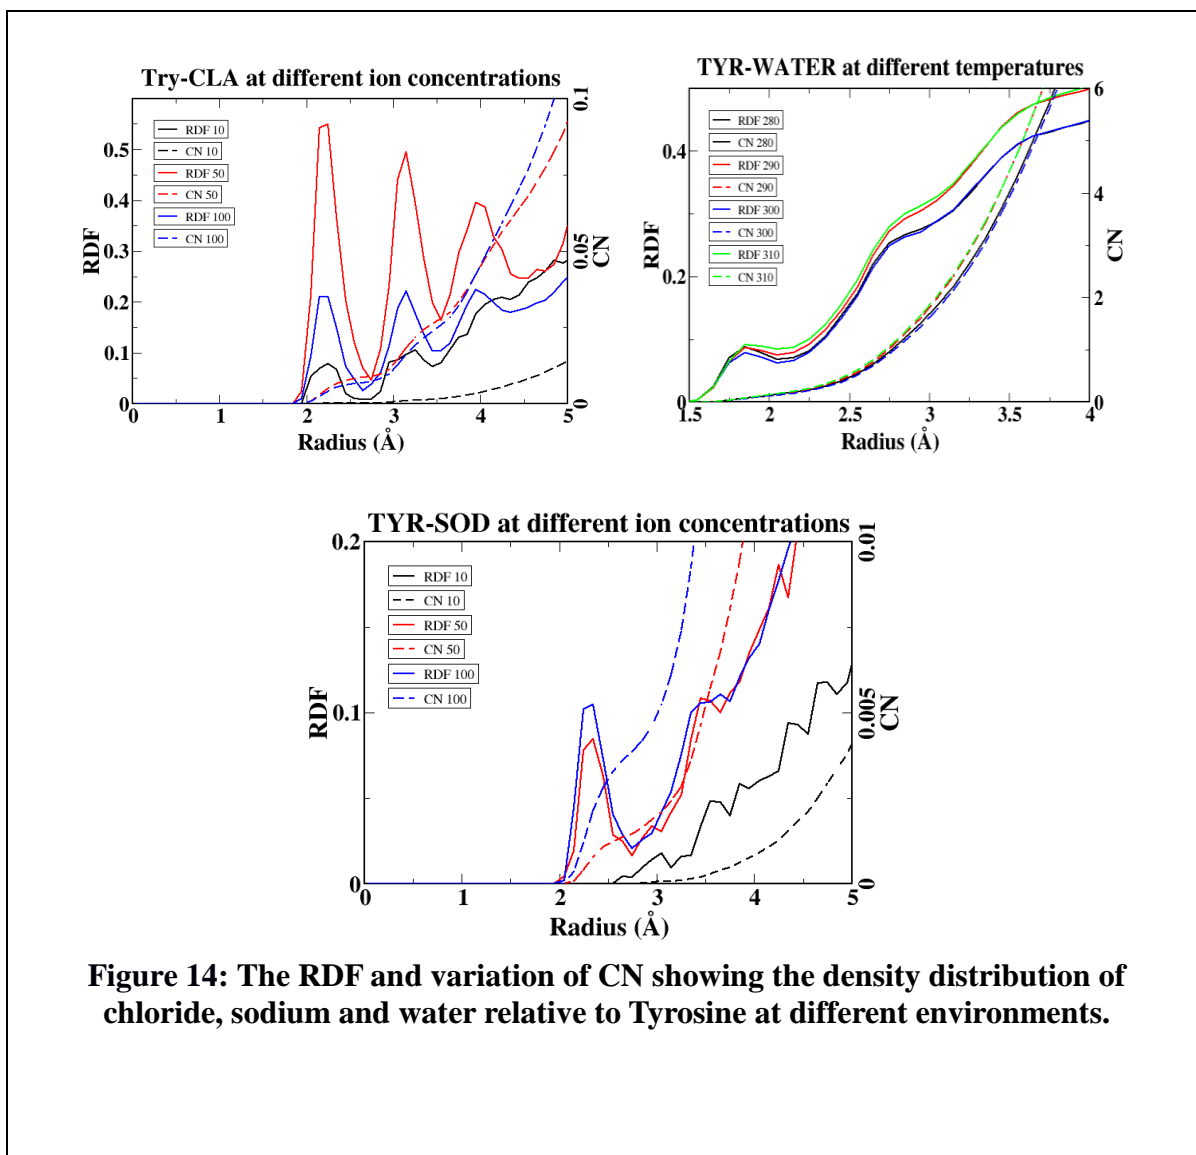 Try-CLA at different ion concentrations
0.5
0.4
0.3
0.2
0.1
0
RDF
RDF 10
CN 10
RDF 50
CN 50
RDF 100
CN 100
0.1
0.05
0
CN
0 1 2 3 4 5
Radius (Å)
TYR-WATER at different temperatures
0.4
0.2
0
RDF
RDF 280
CN 280
RDF 290
CN 290
RDF 300
CN 300
RDF 310
CN 310
6
4
2
0
CN
1.5 2 2.5 3 3.5 4
Radius (Å)
TYR-SOD at different ion concentrations
0.2
0.1
0
RDF
RDF 10
CN 10
RDF 50
CN 50
RDF 100
CN 100
0.01
0.005
0
CN
0 1 2 3 4 5
Radius (Å)
Figure 14: The RDF and variation of CN showing the density distribution of
chloride, sodium and water relative to Tyrosine at different environments.